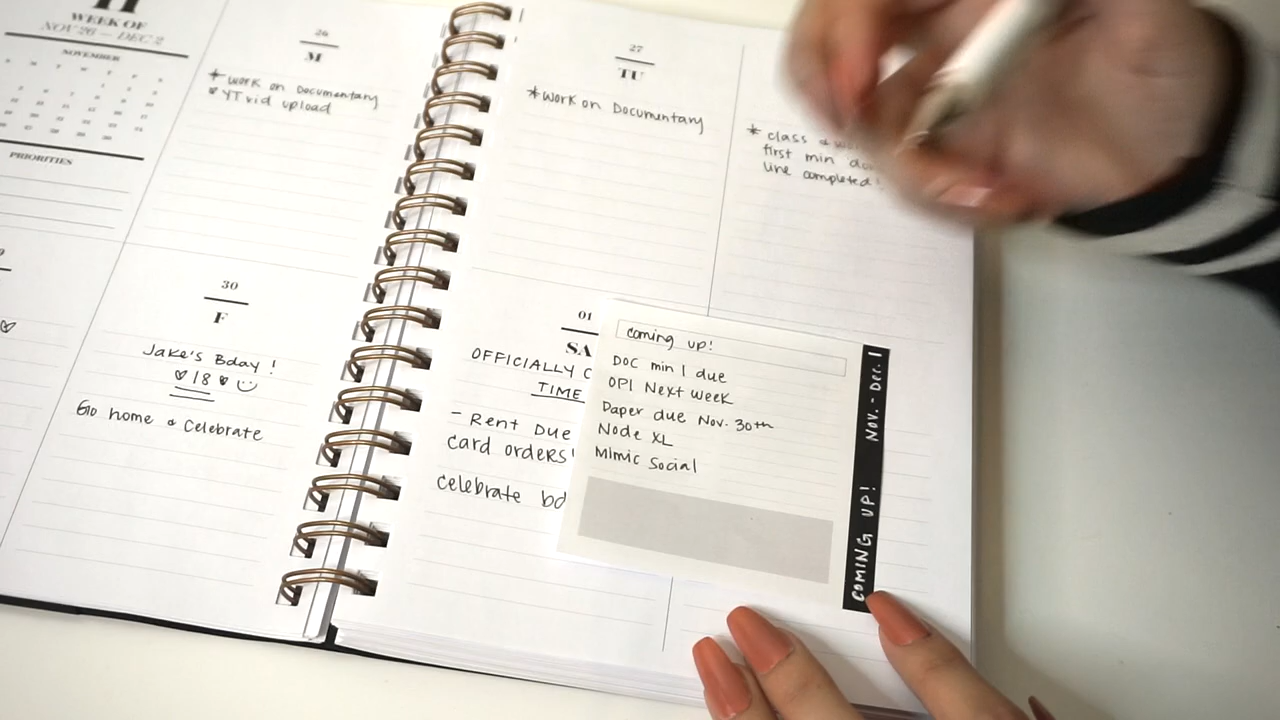 WEEK OF
NOV 26 — DEC 2
NOVEMBER
PRIORITIES
26
M
* work on Documentary
YT vid upload
30
F
Jake's Bday !
♡ 18 ♥ ☺
Go home & Celebrate
27
TU
* work on Documentary
* class &
first min
line completed!
01
SA
OFFICIALLY C
TIME
- Rent Due
card orders!
celebrate
coming up!
DOC min 1 due
OPI Next week
Paper due Nov. 30th
Node XL
Mimic Social
COMING UP! Nov. - Dec. 1